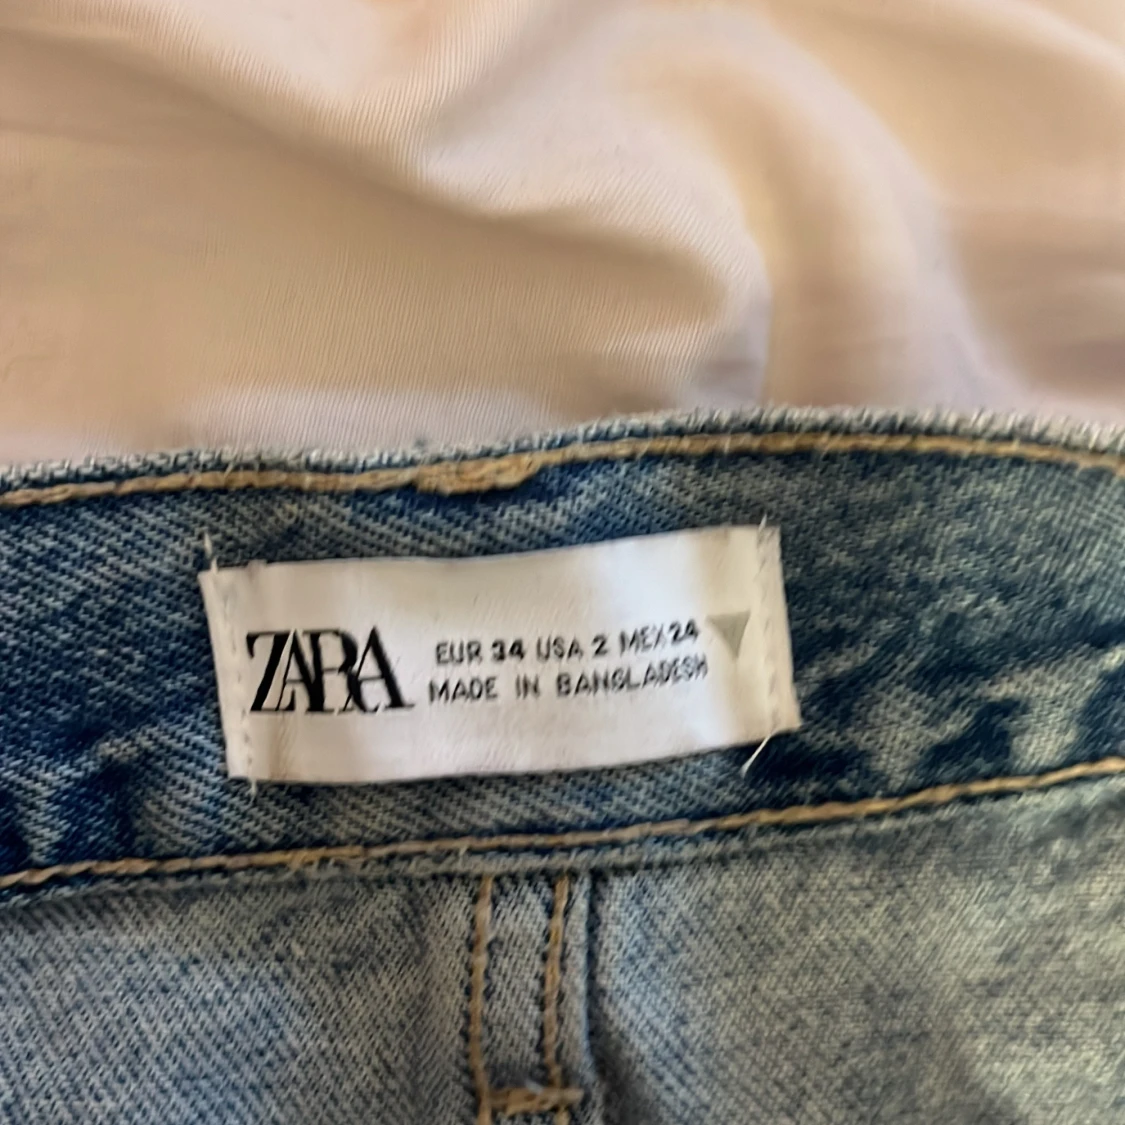 ZARA
EUR 34 USA 2 MEX 24
MADE IN BANGLADESH